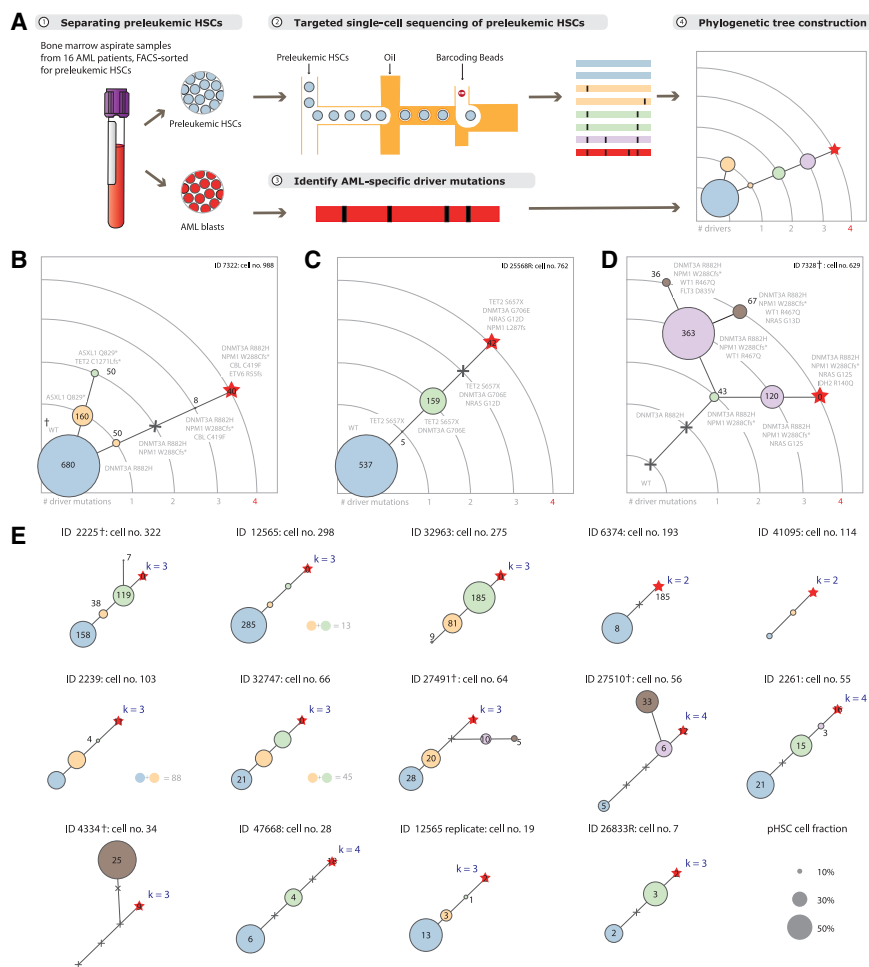 A
① Separating preleukemic HSCs
② Targeted single-cell sequencing of preleukemic HSCs
④ Phylogenetic tree construction
Bone marrow aspirate samples
from 16 AML patients, FACS-sorted
for preleukemic HSCs
Preleukemic HSCs
Oil
Barcoding Beads
Preleukemic HSCs
AML blasts
③ Identify AML-specific driver mutations
# drivers 1 2 3 4
B
ID 7322: cell no. 988
ASXL1 Q829*
TET2 C1271Lfs*
50
DNMT3A R882H
NPM1 W288Cfs*
CBL C419F
ETV6 R55fs
ASXL1 Q829*
160
8
DNMT3A R882H
NPM1 W288Cfs*
CBL C419F
†
WT
50
DNMT3A R882H
NPM1 W288Cfs*
680
DNMT3A R882H
# driver mutations 1 2 3 4
C
ID 25568R: cell no. 762
TET2 S657X
DNMT3A G706E
NRAS G12D
NPM1 L287fs
159
TET2 S657X
DNMT3A G706E
NRAS G12D
WT
TET2 S657X
TET2 S657X
DNMT3A G706E
5
537
# driver mutations 1 2 3 4
D
ID 7328†: cell no. 629
36
DNMT3A R882H
NPM1 W288Cfs*
WT1 R467Q
FLT3 D835V
67
DNMT3A R882H
NPM1 W288Cfs*
WT1 R467Q
NRAS G13D
363
DNMT3A R882H
NPM1 W288Cfs*
WT1 R467Q
DNMT3A R882H
NPM1 W288Cfs*
NRAS G12S
IDH2 R140Q
43
120
0
DNMT3A R882H
DNMT3A R882H
NPM1 W288Cfs*
DNMT3A R882H
NPM1 W288Cfs*
NRAS G12S
WT
# driver mutations 1 2 3 4
E
ID 2225†: cell no. 322
7
k = 3
0
119
38
158
ID 12565: cell no. 298
k = 3
285
+ = 13
ID 32963: cell no. 275
k = 3
0
185
81
9
ID 6374: cell no. 193
k = 2
185
8
ID 41095: cell no. 114
k = 2
ID 2239: cell no. 103
k = 3
4
+ = 88
ID 32747: cell no. 66
k = 3
21
+ = 45
ID 27491†: cell no. 64
k = 3
1
10
5
20
28
ID 27510†: cell no. 56
33
k = 4
12
6
5
ID 2261: cell no. 55
k = 4
16
3
15
21
ID 4334†: cell no. 34
25
k = 3
ID 47668: cell no. 28
k = 4
4
6
ID 12565 replicate: cell no. 19
k = 3
2
1
3
13
ID 26833R: cell no. 7
k = 3
2
3
2
pHSC cell fraction
10%
30%
50%